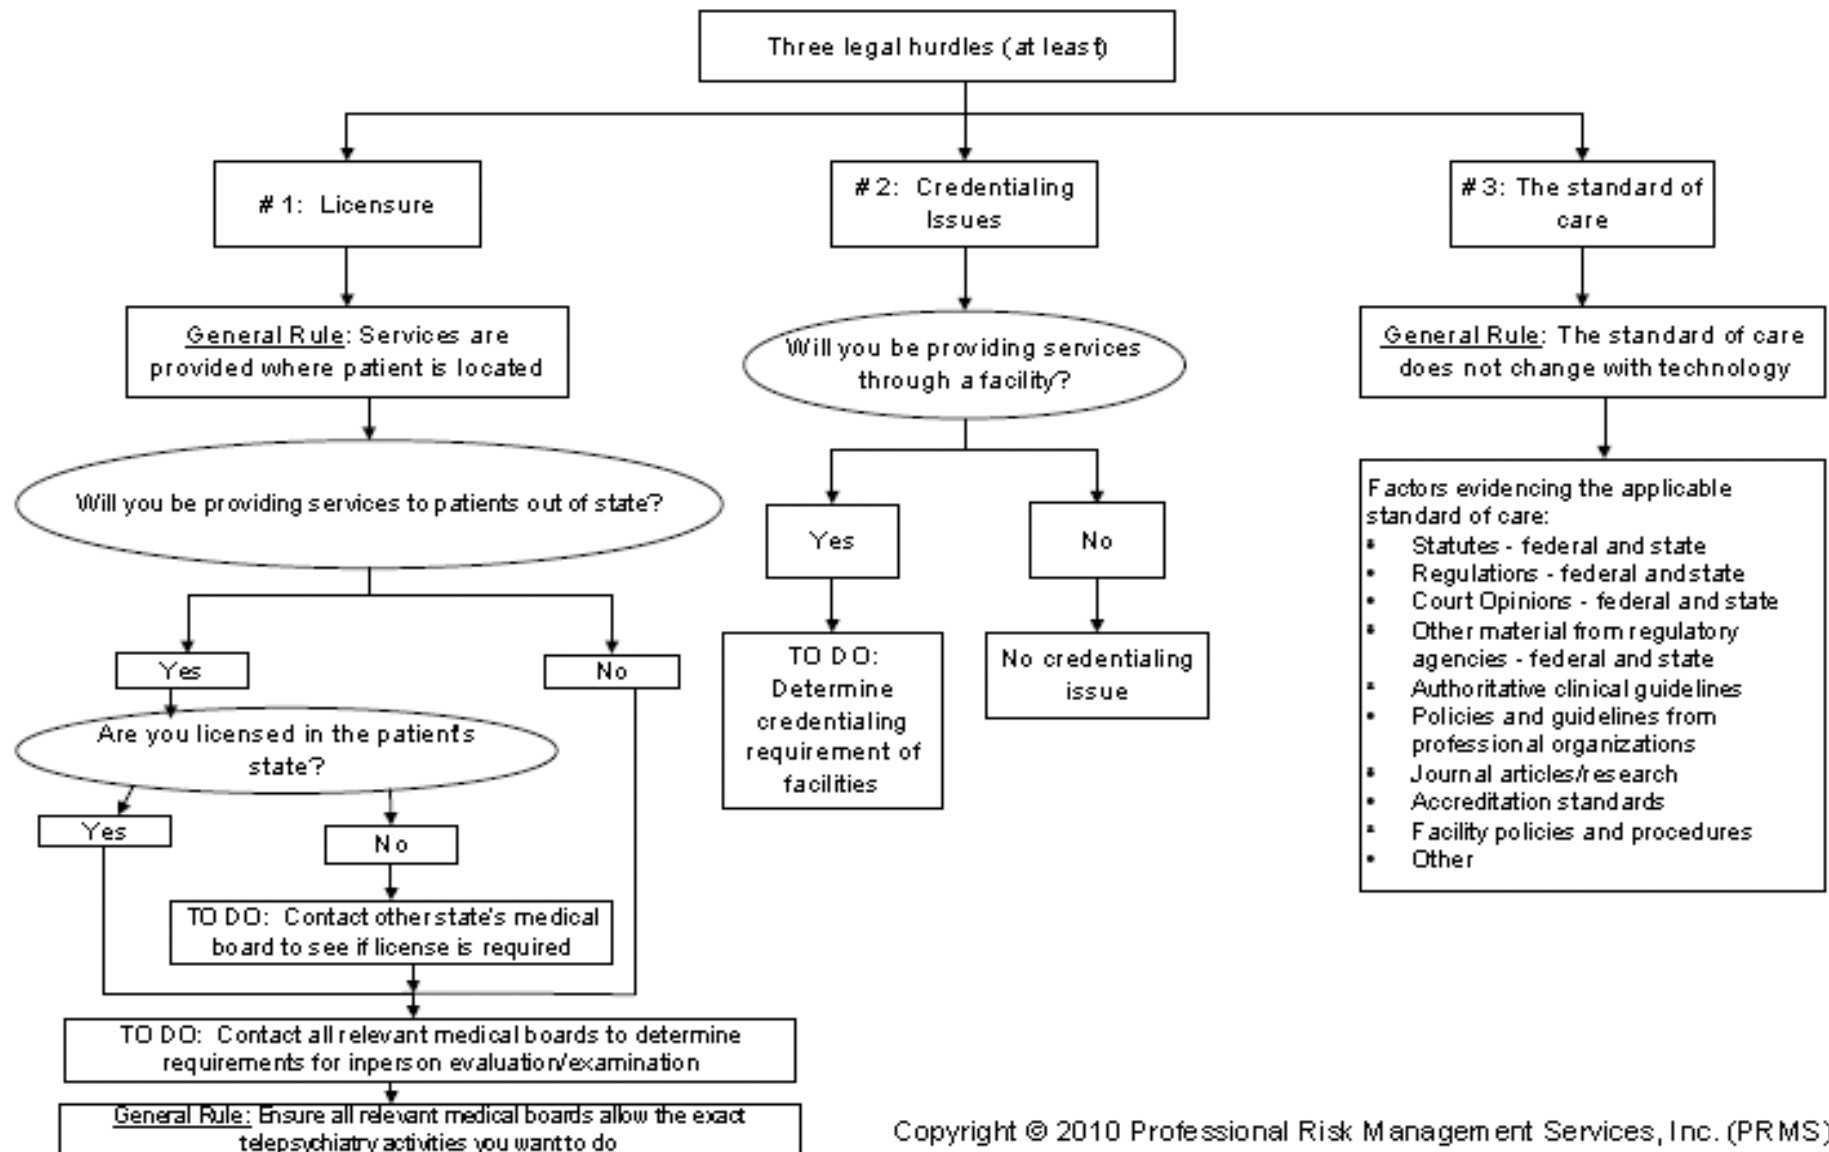 Three legal hurdles (at least)
# 1: Licensure
# 2: Credentialing
Issues
# 3: The standard of
care
General Rule: Services are
provided where patient is located
Will you be providing services
through a facility?
General Rule: The standard of care
does not change with technology
Will you be providing services to patients out of state?
Yes
No
Factors evidencing the applicable
standard of care:
• Statutes - federal and state
• Regulations - federal and state
• Court Opinions - federal and state
• Other material from regulatory
agencies - federal and state
• Authoritative clinical guidelines
• Policies and guidelines from
professional organizations
• Journal articles/research
• Accreditation standards
• Facility policies and procedures
• Other
TO DO:
Determine
credentialing
requirement of
facilities
No credentialing
issue
Yes
No
Are you licensed in the patient's
state?
Yes
No
TO DO: Contact other state's medical
board to see if license is required
TO DO: Contact all relevant medical boards to determine
requirements for inperson evaluation/examination
General Rule: Ensure all relevant medical boards allow the exact
telepsychiatry activities you want to do
Copyright © 2010 Professional Risk Management Services, Inc. (PRMS)